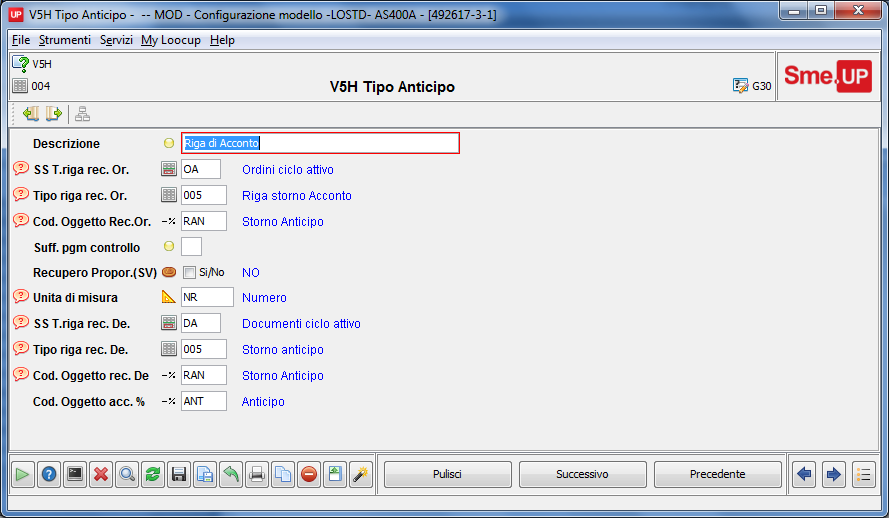 UP V5H Tipo Anticipo - -- MOD - Configurazione modello -LOSTD- AS400A - [492617-3-1]
File Strumenti Servizi My Loocup Help
V5H
004 V5H Tipo Anticipo G30 Sme.UP
Descrizione Riga di Acconto
SS T.riga rec. Or. OA Ordini ciclo attivo
Tipo riga rec. Or. 005 Riga storno Acconto
Cod. Oggetto Rec.Or. -% RAN Storno Anticipo
Suff. pgm controllo
Recupero Propor.(SV) Si/No NO
Unita di misura NR Numero
SS T.riga rec. De. DA Documenti ciclo attivo
Tipo riga rec. De. 005 Storno anticipo
Cod. Oggetto rec. De -% RAN Storno Anticipo
Cod. Oggetto acc. % -% ANT Anticipo
Pulisci Successivo Precedente